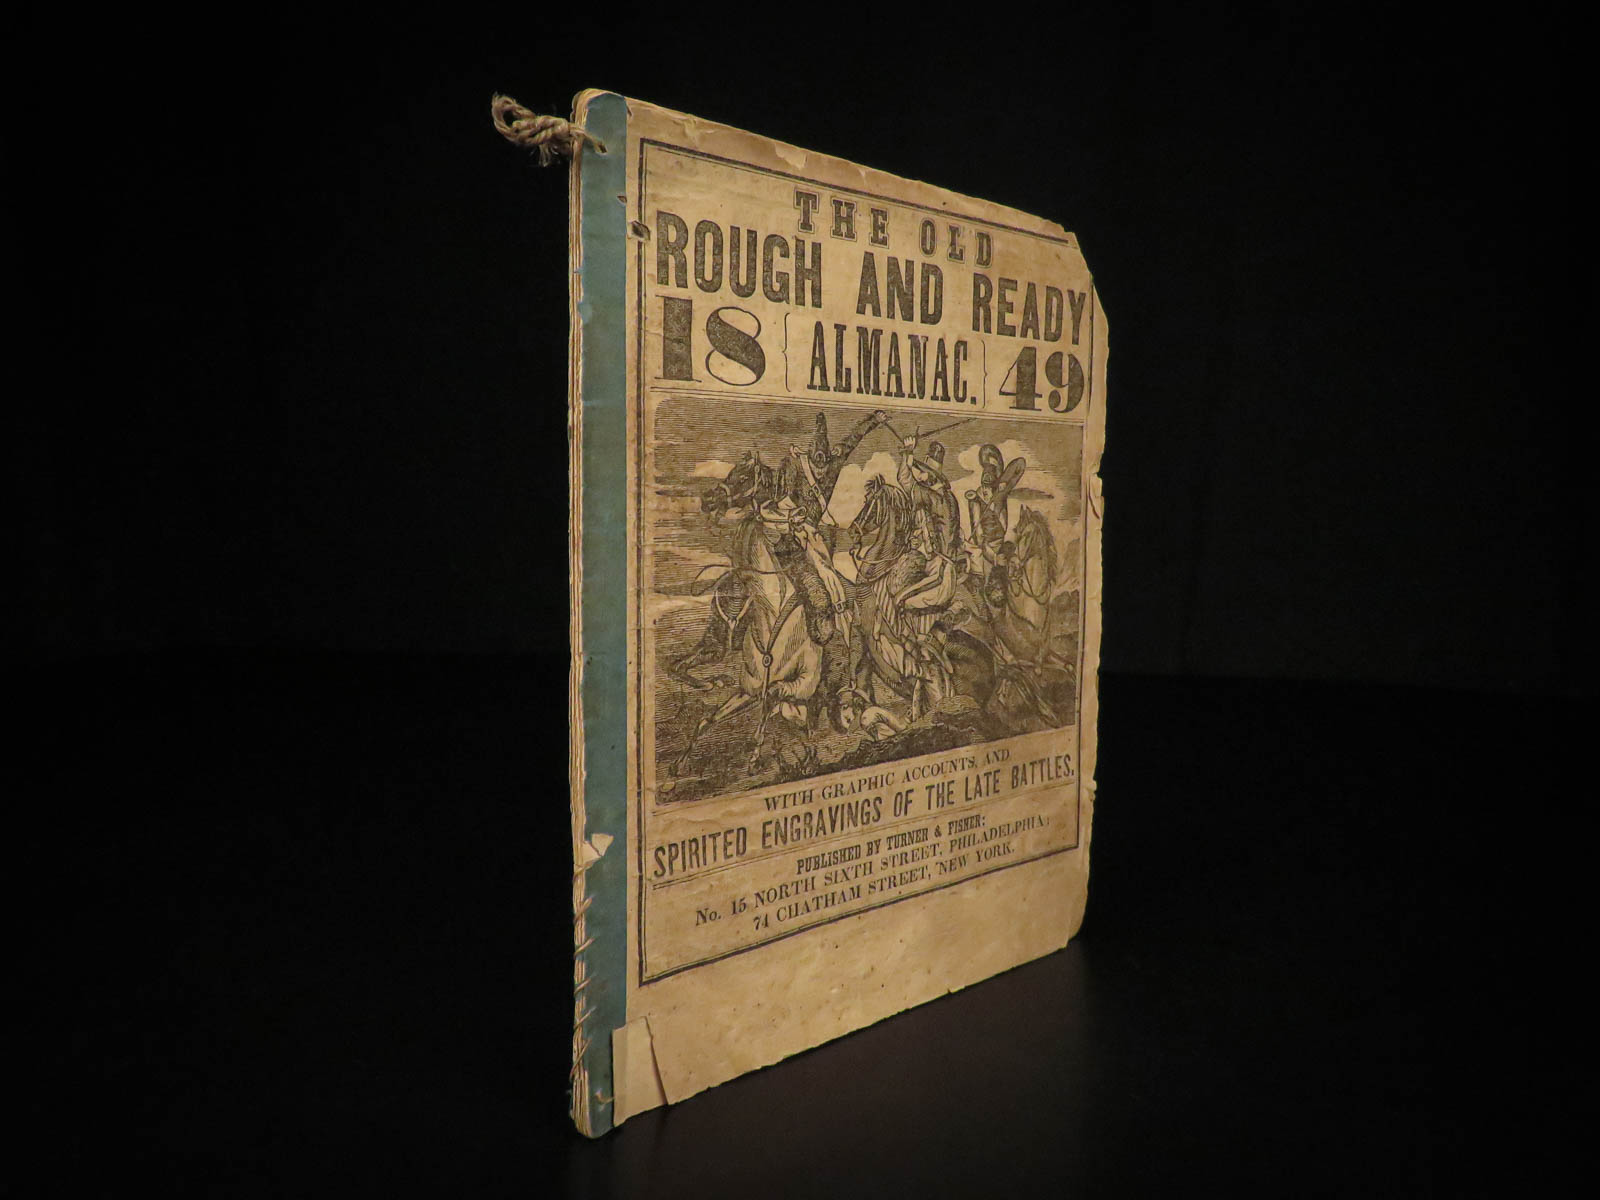 THE OLD
ROUGH AND READY
18 { ALMANAC. } 49
WITH GRAPHIC ACCOUNTS, AND
SPIRITED ENGRAVINGS OF THE LATE BATTLES.
PUBLISHED BY TURNER & FISHER;
No. 15 NORTH SIXTH STREET, PHILADELPHIA;
74 CHATHAM STREET, NEW YORK.